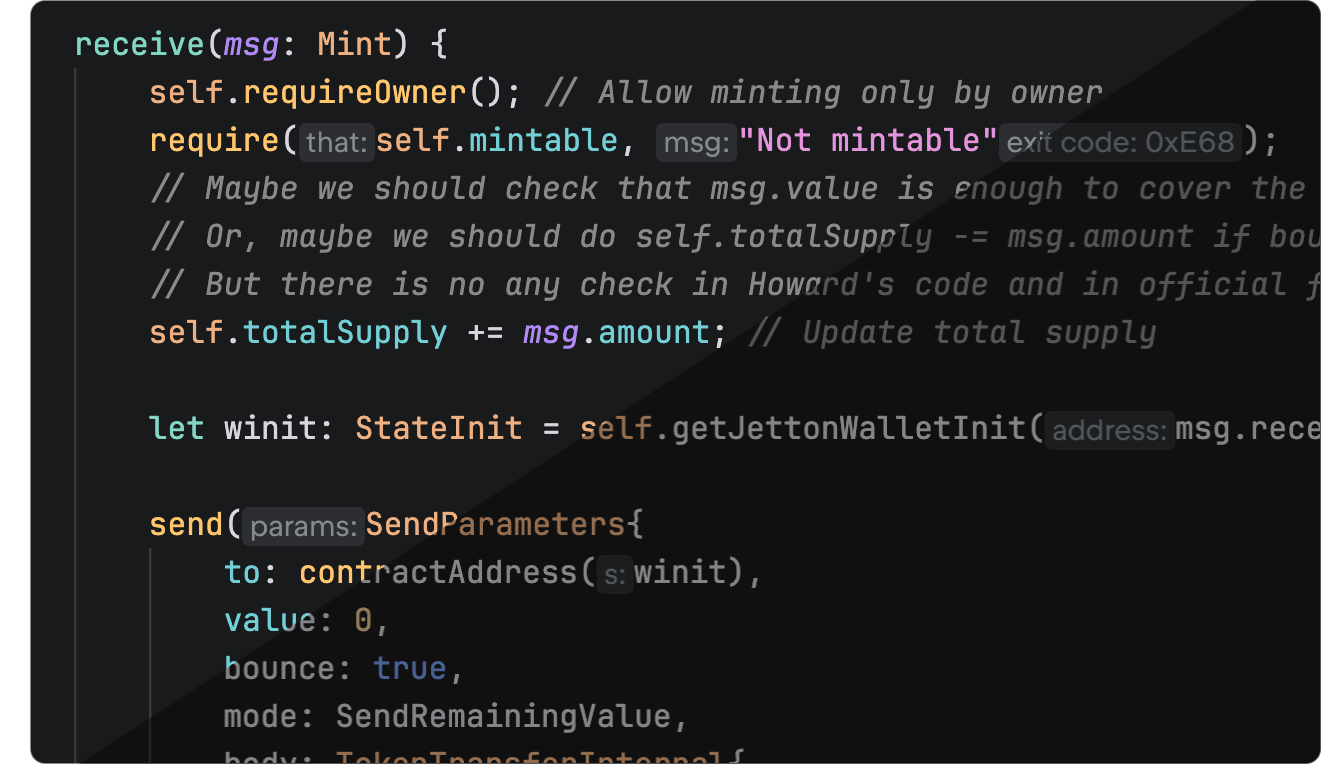 receive(msg: Mint) {
self.requireOwner(); // Allow minting only by owner
require(that: self.mintable, msg: "Not mintable" exit code: 0xE68);
// Maybe we should check that msg.value is enough to cover the
// Or, maybe we should do self.totalSupply -= msg.amount if
// But there is no any check in Howard's code and in official
self.totalSupply += msg.amount; // Update total supply
let winit: StateInit = self.getJettonWalletInit(address: msg.rece
send(params: SendParameters{
to: contractAddress(s: winit),
value: 0,
bounce: true,
mode: SendRemainingValue,
body: TokenTransferInternal{